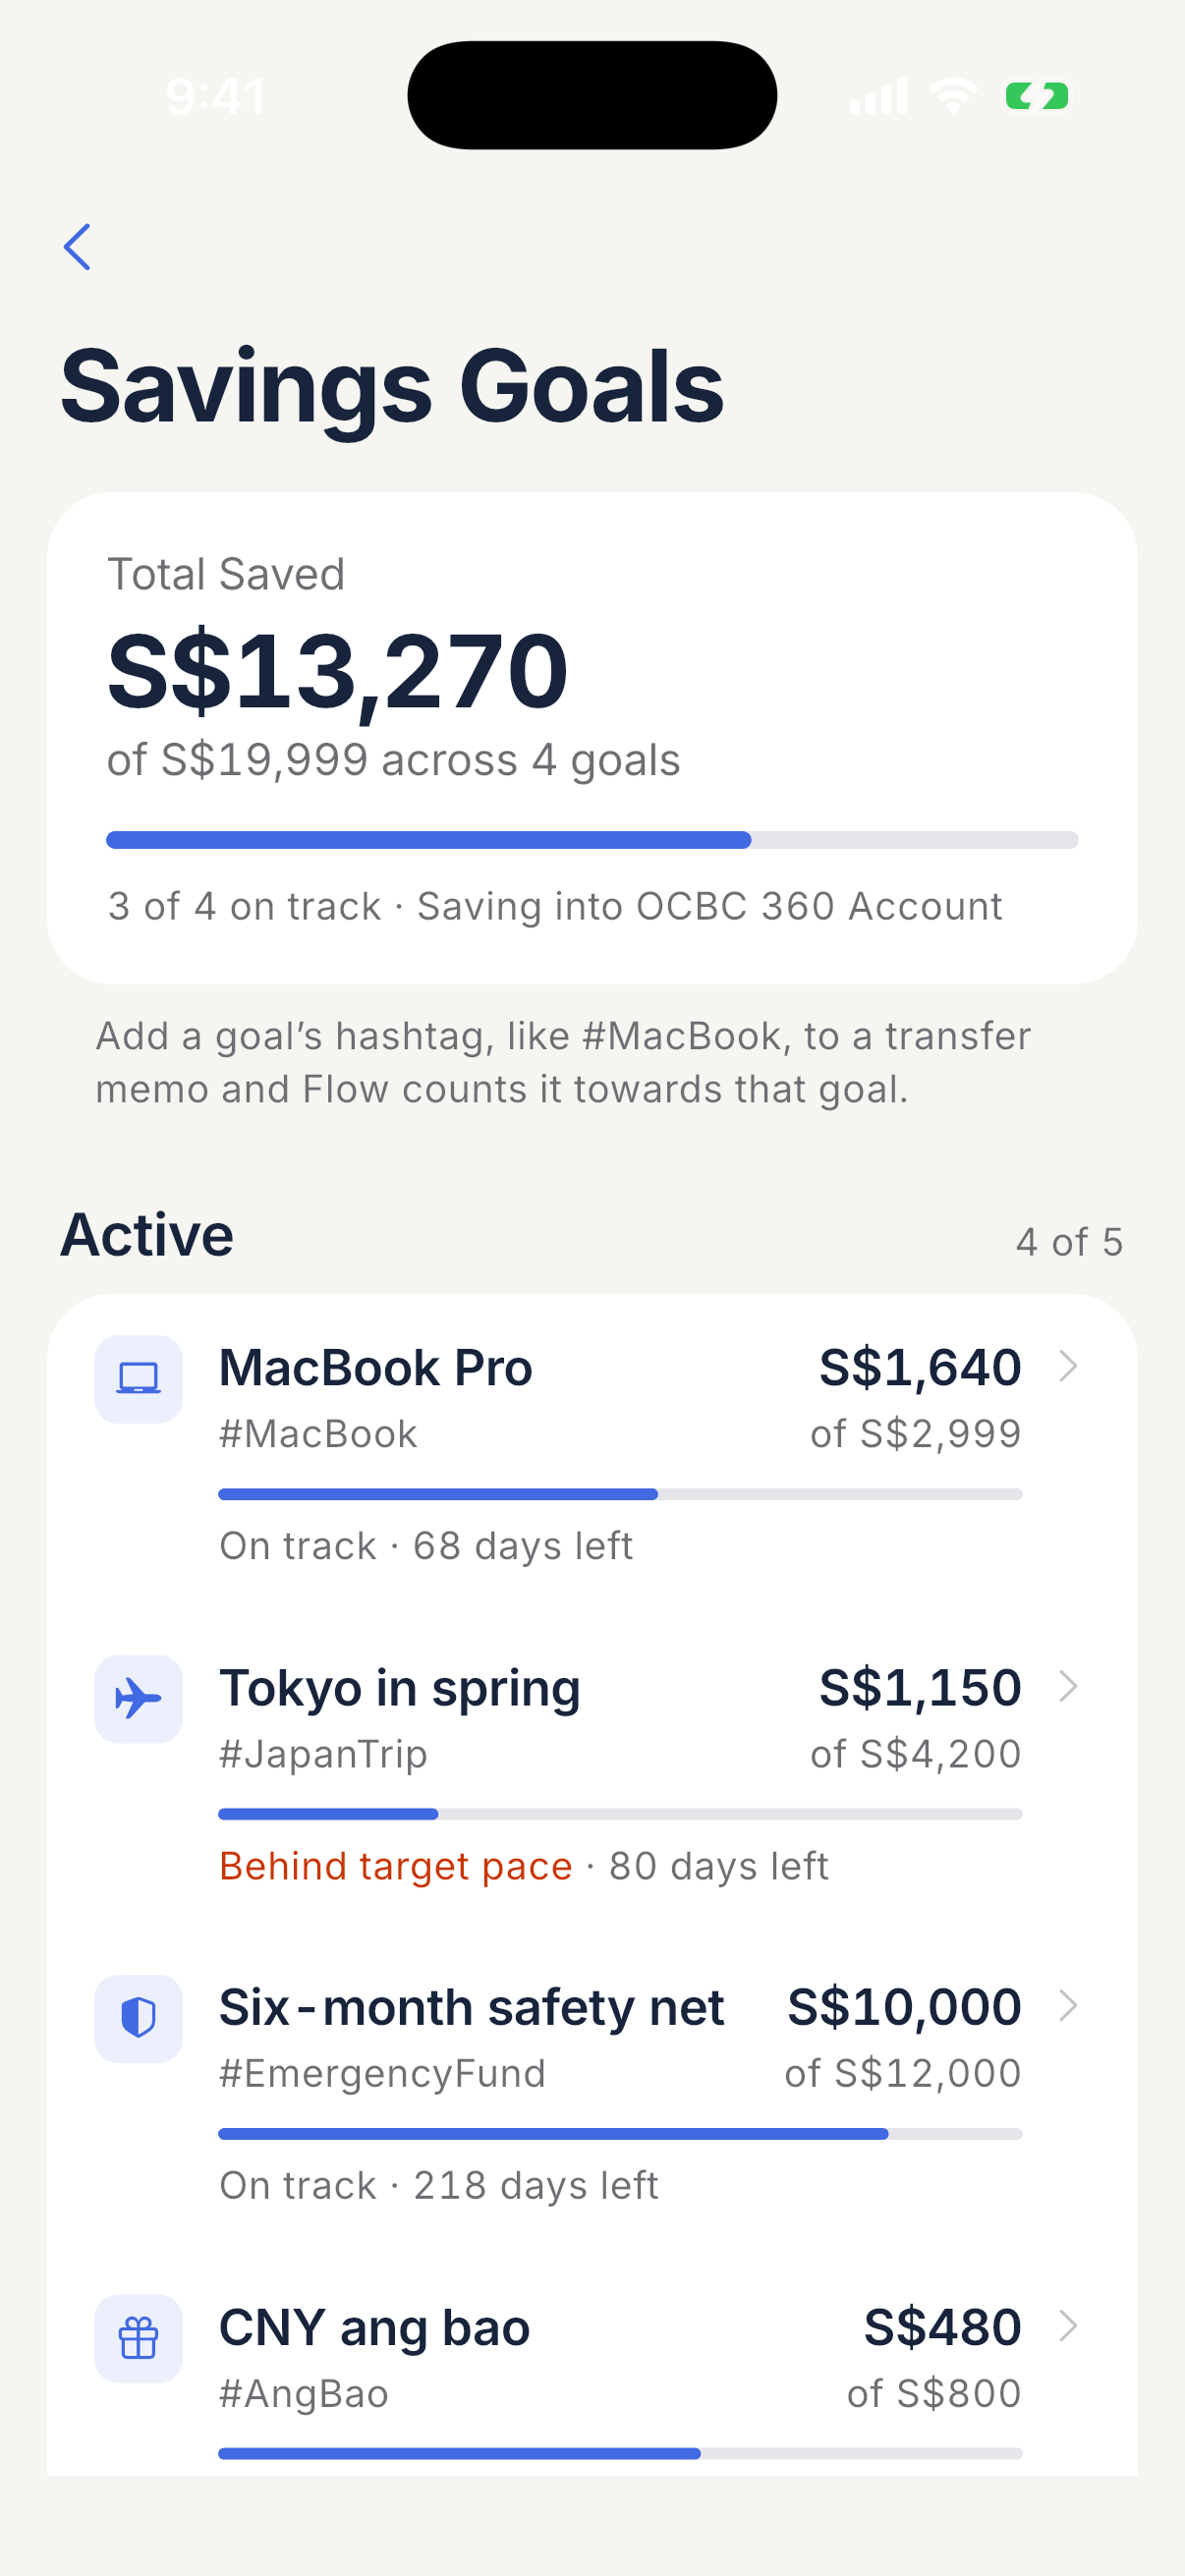 9:41
Savings Goals
Total Saved
S$13,270
of S$19,999 across 4 goals
3 of 4 on track · Saving into OCBC 360 Account
Add a goal’s hashtag, like #MacBook, to a transfer
memo and Flow counts it towards that goal.
Active
4 of 5
MacBook Pro
S$1,640
#MacBook
of S$2,999
On track · 68 days left
Tokyo in spring
S$1,150
#JapanTrip
of S$4,200
Behind target pace · 80 days left
Six-month safety net
S$10,000
#EmergencyFund
of S$12,000
On track · 218 days left
CNY ang bao
S$480
#AngBao
of S$800